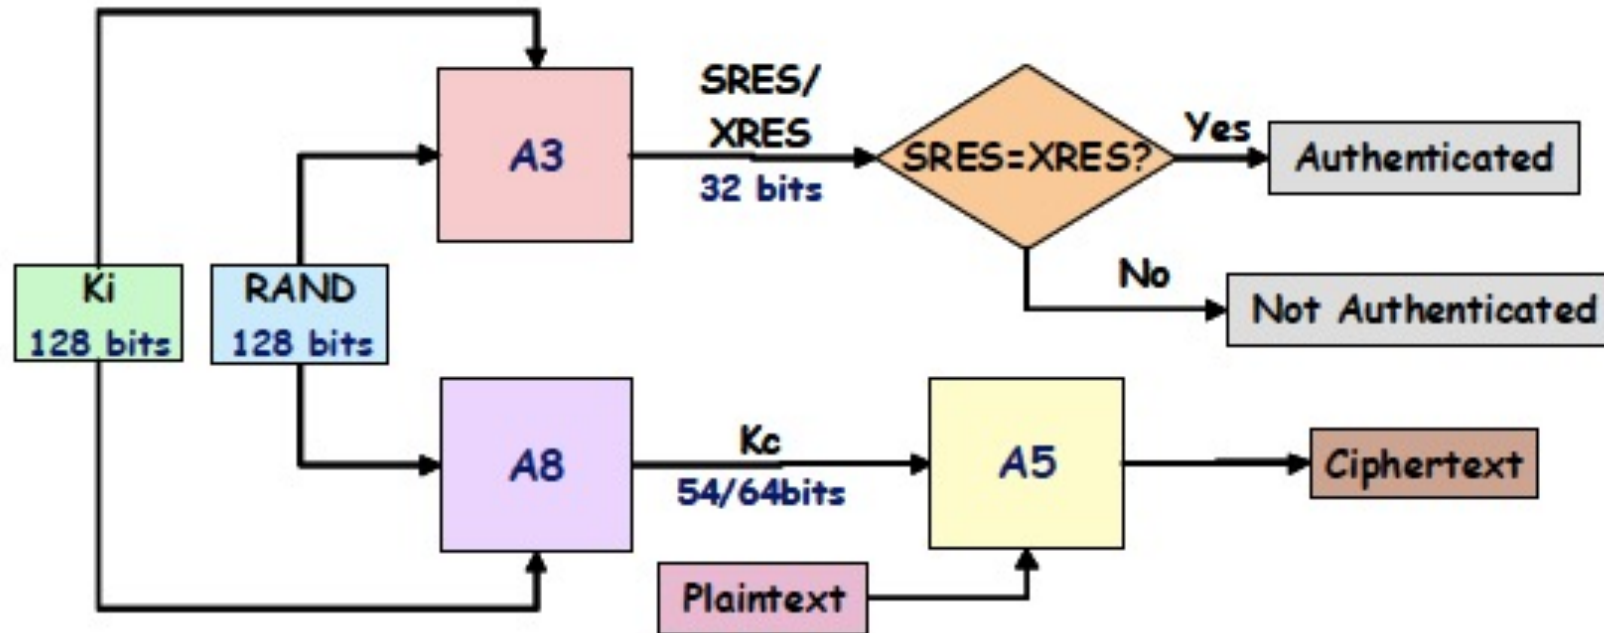 SRES/
XRES
32 bits
A3
SRES=XRES?
Yes
Authenticated
No
Not Authenticated
Ki
128 bits
RAND
128 bits
A8
Kc
54/64bits
A5
Ciphertext
Plaintext